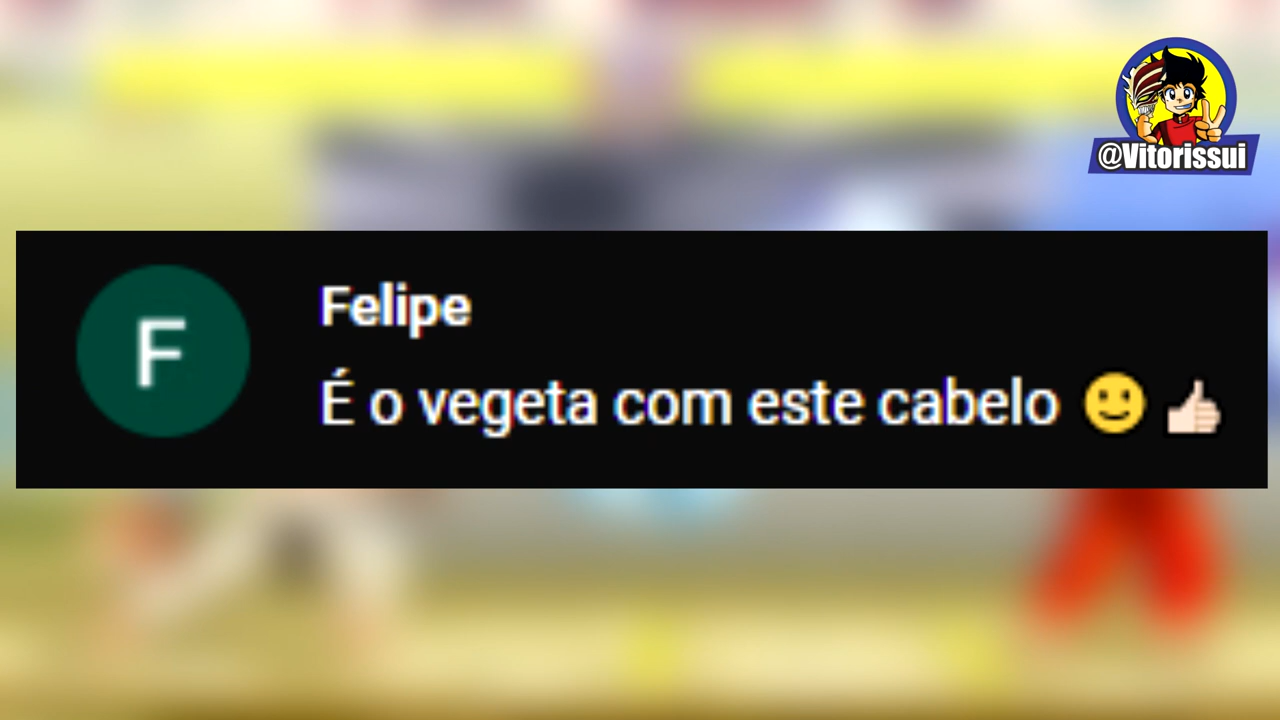 @Vitorissui
F
Felipe
É o vegeta com este cabelo 🙂 👍🏻